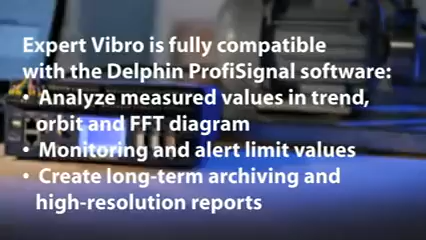 Expert Vibro is fully compatible
with the Delphin ProfiSignal software:
• Analyze measured values in trend,
orbit and FFT diagram
• Monitoring and alert limit values
• Create long-term archiving and
high-resolution reports